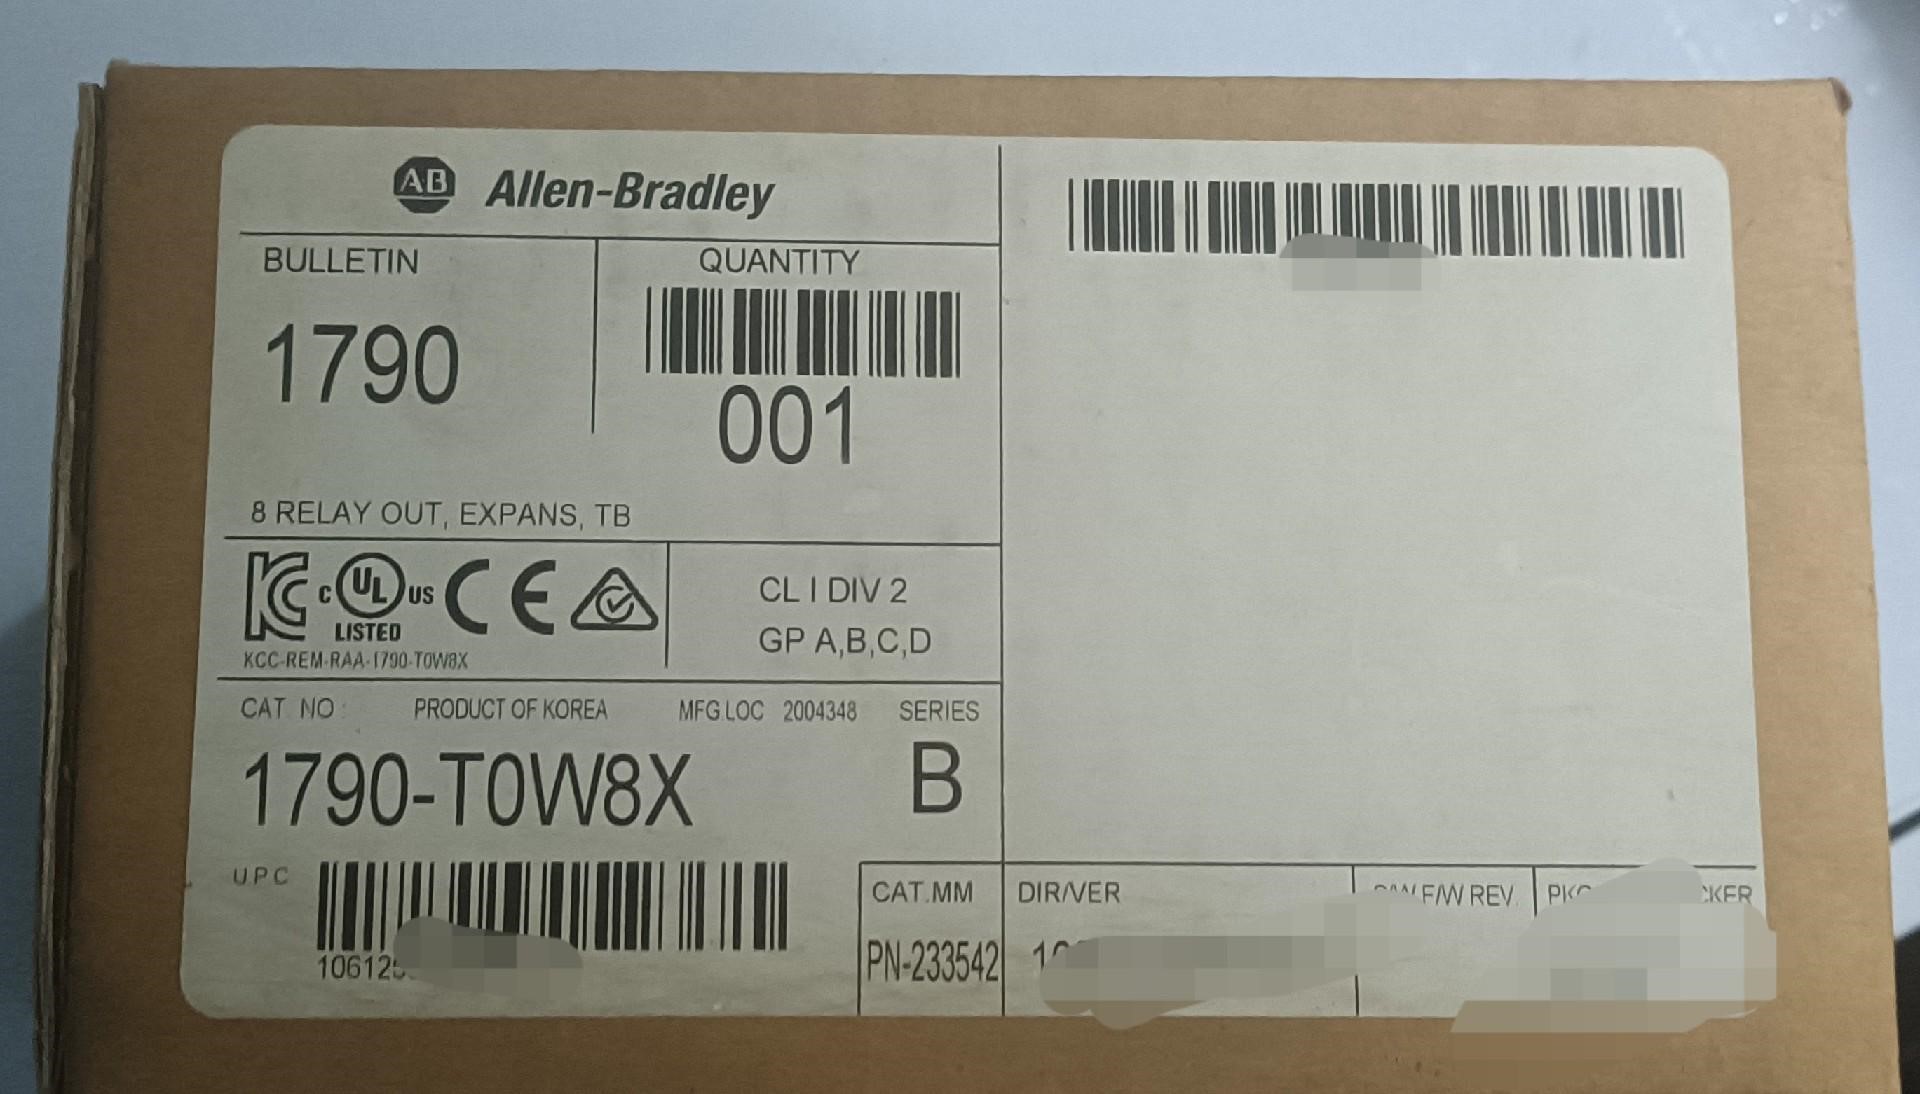 AB Allen-Bradley
BULLETIN
1790
QUANTITY
001
8 RELAY OUT, EXPANS, TB
KC
C UL US
LISTED
CE
KCC-REM-RAA-1790-T0W8X
CL I DIV 2
GP A,B,C,D
CAT NO : PRODUCT OF KOREA MFG LOC 2004348 SERIES
1790-T0W8X B
UPC
CAT.MM
PN-233542
DIR/VER
F/W REV.